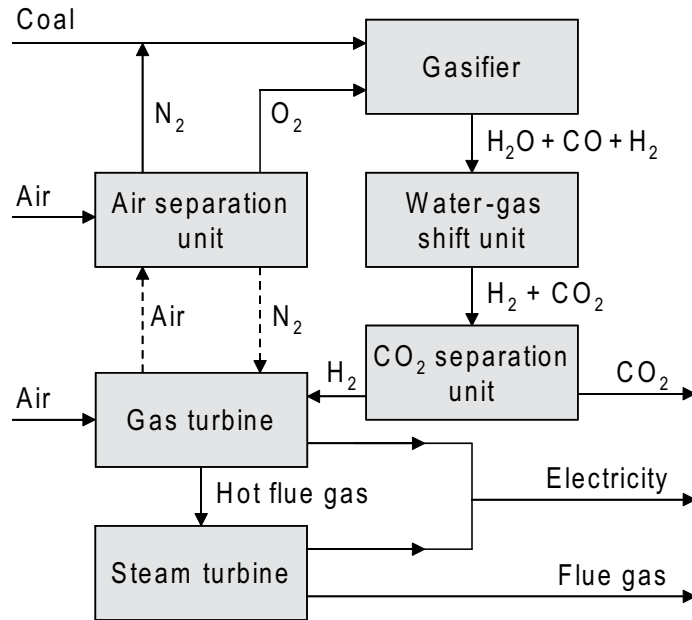 Coal
Gasifier
N₂
O₂
H₂O + CO + H₂
Air
Air separation
unit
Water-gas
shift unit
Air
N₂
H₂ + CO₂
CO₂ separation
unit
H₂
CO₂
Air
Gas turbine
Electricity
Hot flue gas
Steam turbine
Flue gas